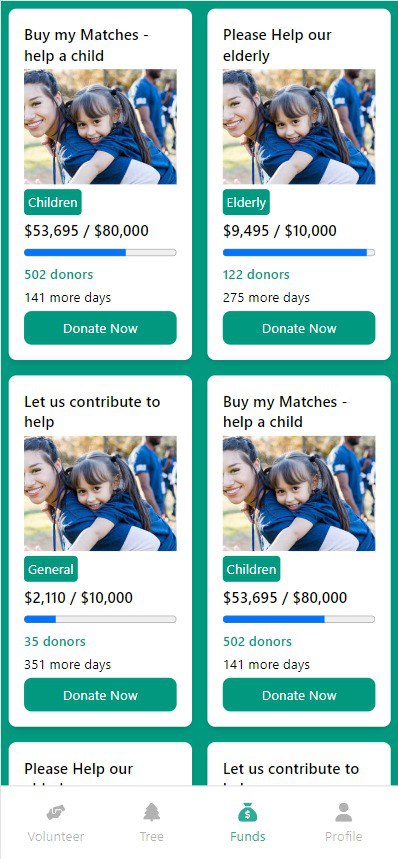 Buy my Matches -
help a child
Children
$53,695 / $80,000
502 donors
141 more days
Donate Now
Please Help our
elderly
Elderly
$9,495 / $10,000
122 donors
275 more days
Donate Now
Let us contribute to
help
General
$2,110 / $10,000
35 donors
351 more days
Donate Now
Buy my Matches -
help a child
Children
$53,695 / $80,000
502 donors
141 more days
Donate Now
Please Help our
Let us contribute to
Volunteer
Tree
Funds
Profile